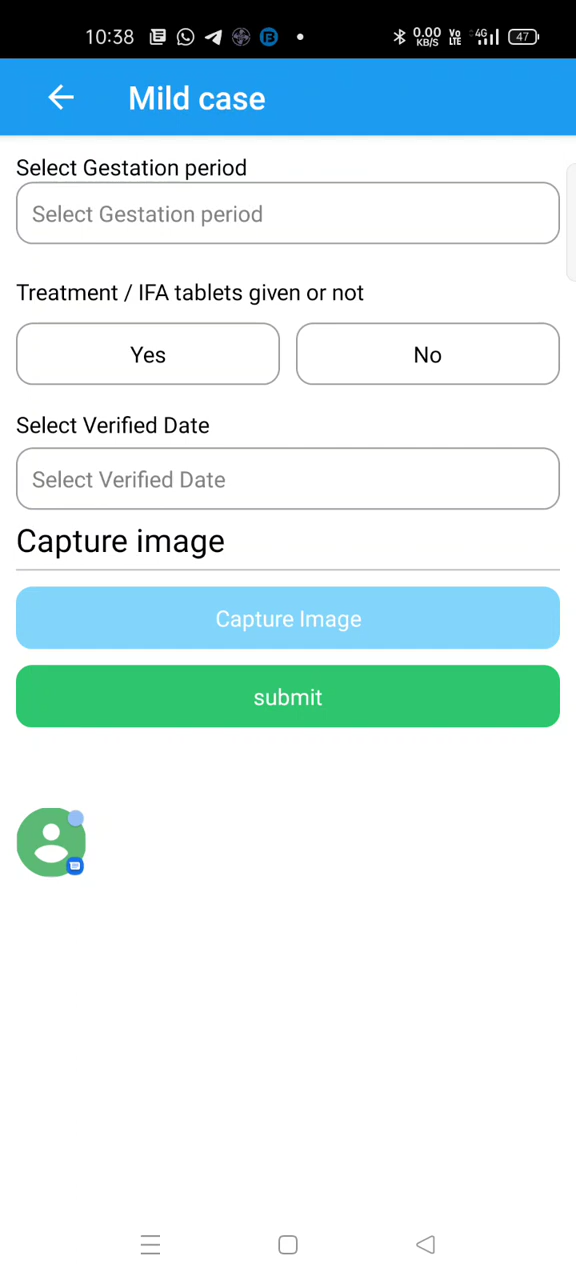 10:38 0.00 KB/S Vo LTE 4G 47
Mild case
Select Gestation period
Select Gestation period
Treatment / IFA tablets given or not
Yes No
Select Verified Date
Select Verified Date
Capture image
Capture Image
submit